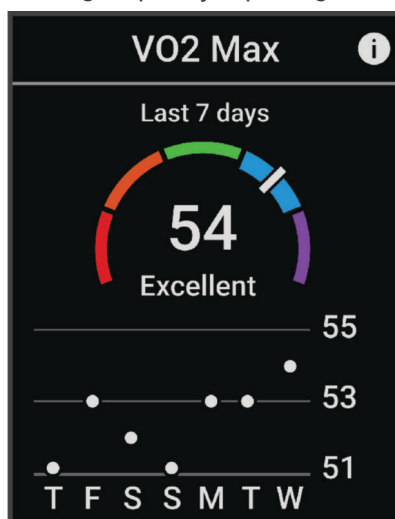 VO2 Max i
Last 7 days
54
Excellent
55
53
51
T F S S M T W